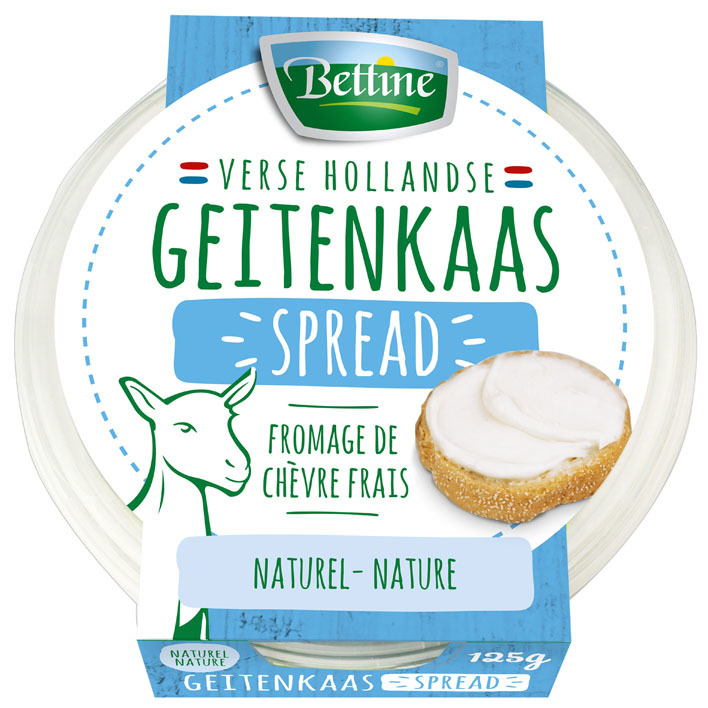 Bettine
VERSE HOLLANDSE
GEITENKAAS
SPREAD
FROMAGE DE
CHÈVRE FRAIS
NATUREL- NATURE
NATUREL
NATURE
125g
GEITENKAAS SPREAD